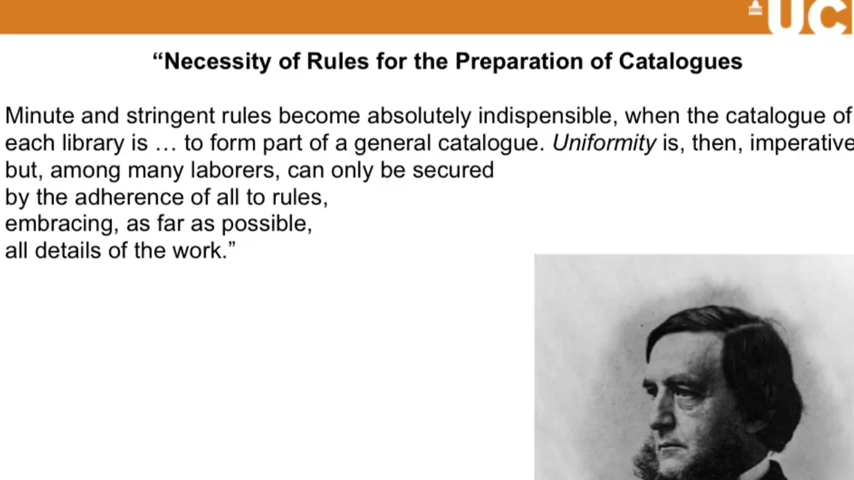 UC
“Necessity of Rules for the Preparation of Catalogues
Minute and stringent rules become absolutely indispensible, when the catalogue of
each library is … to form part of a general catalogue. Uniformity is, then, imperative
but, among many laborers, can only be secured
by the adherence of all to rules,
embracing, as far as possible,
all details of the work.”